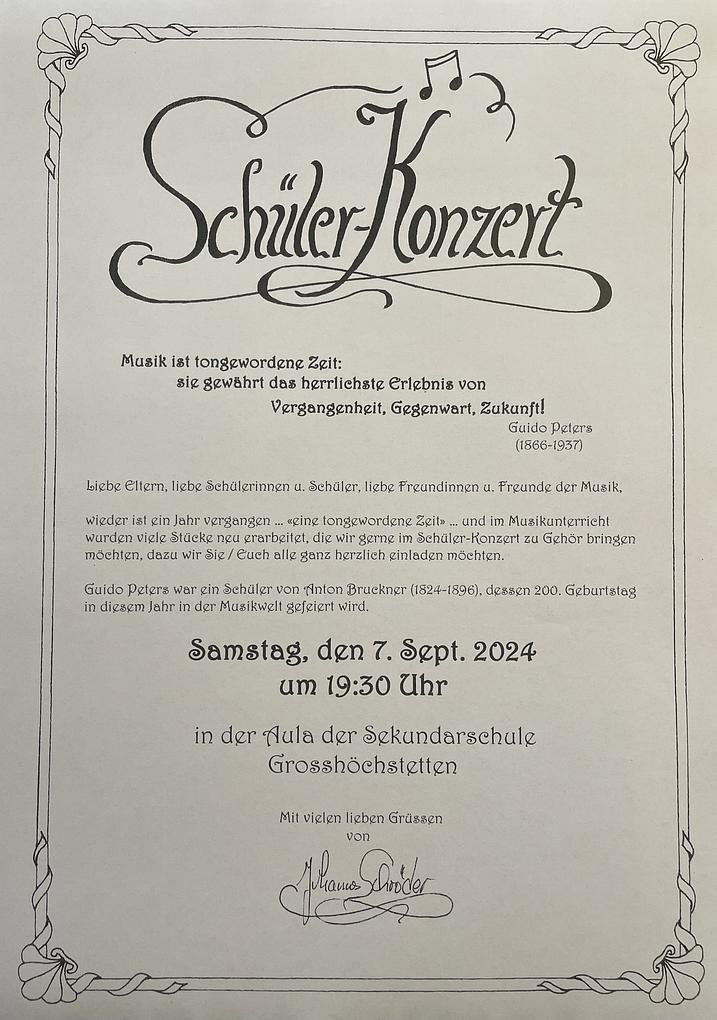 Schüler-Konzert
Musik ist tongewordene Zeit:
sie gewährt das herrlichste Erlebnis von
Vergangenheit, Gegenwart, Zukunft!
Guido Peters
(1866-1937)
Liebe Eltern, liebe Schülerinnen u. Schüler, liebe Freundinnen u. Freunde der Musik,
wieder ist ein Jahr vergangen ... «eine tongewordene Zeit» ... und im Musikunterricht
wurden viele Stücke neu erarbeitet, die wir gerne im Schüler-Konzert zu Gehör bringen
möchten, dazu wir Sie / Euch alle ganz herzlich einladen möchten.
Guido Peters war ein Schüler von Anton Bruckner (1824-1896), dessen 200. Geburtstag
in diesem Jahr in der Musikwelt gefeiert wird.
Samstag, den 7. Sept. 2024
um 19:30 Uhr
in der Aula der Sekundarschule
Grosshöchstetten
Mit vielen lieben Grüssen
von
Johannes Schröder